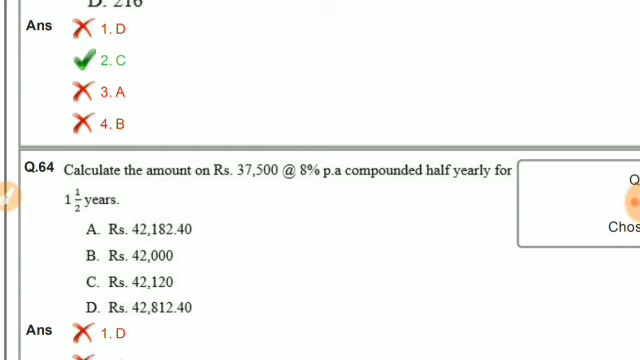 D. 216
Ans 1. D
2. C
3. A
4. B
Q.64 Calculate the amount on Rs. 37,500 @ 8% p.a compounded half yearly for
1 1/2 years.
A. Rs. 42,182.40
B. Rs. 42,000
C. Rs. 42,120
D. Rs. 42,812.40
Ans 1. D
Q
Chos